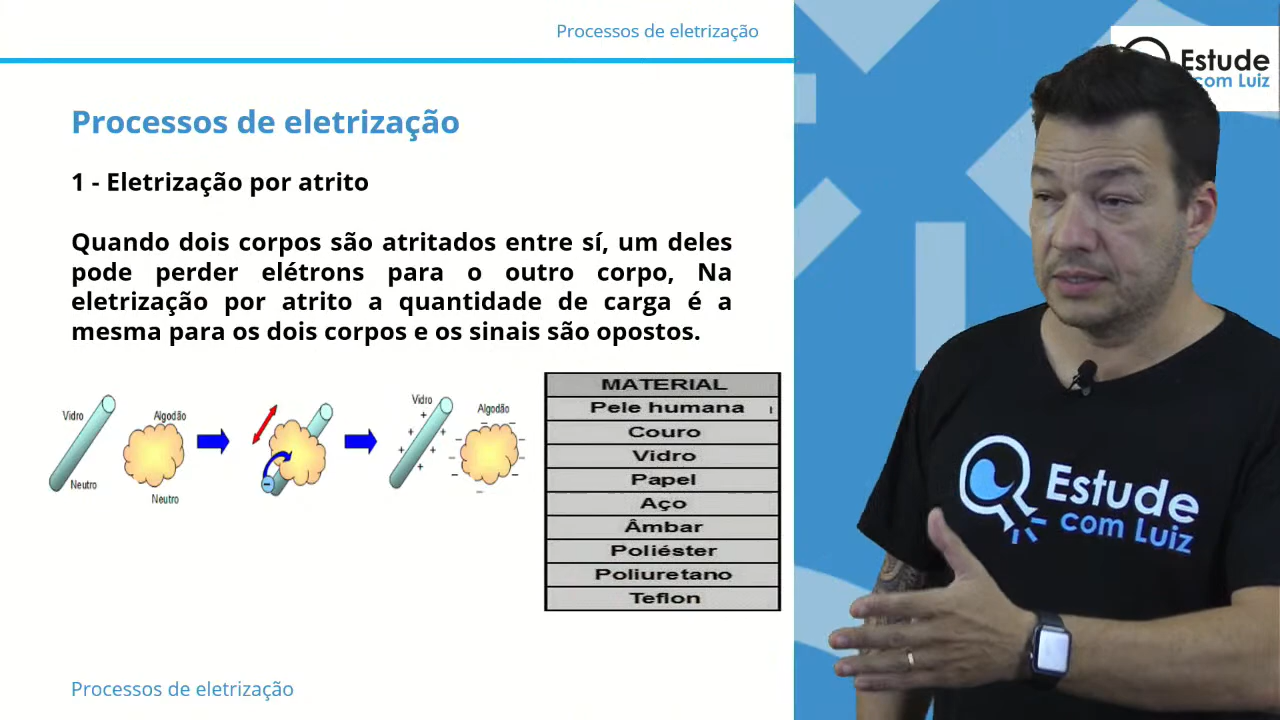 Processos de eletrização
Estude
com Luiz
Processos de eletrização
1 - Eletrização por atrito
Quando dois corpos são atritados entre sí, um deles
pode perder elétrons para o outro corpo, Na
eletrização por atrito a quantidade de carga é a
mesma para os dois corpos e os sinais são opostos.
Vidro
Algodão
Neutro
Neutro
Vidro
Algodão
MATERIAL
Pele humana
Couro
Vidro
Papel
Aço
Âmbar
Poliéster
Poliuretano
Teflon
Estude
com Luiz
Processos de eletrização